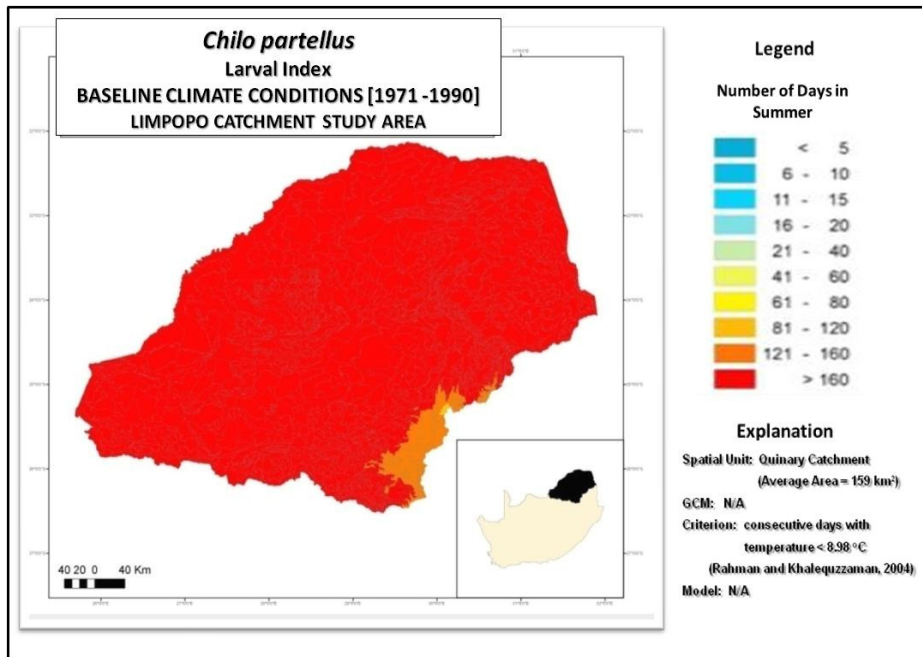 Chilo partellus
Larval Index
BASELINE CLIMATE CONDITIONS [1971 -1990]
LIMPOPO CATCHMENT STUDY AREA
40 20 0 40 Km
Legend
Number of Days in
Summer
< 5
6 - 10
11 - 15
16 - 20
21 - 40
41 - 60
61 - 80
81 - 120
121 - 160
> 160
Explanation
Spatial Unit: Quinary Catchment
(Average Area = 159 km²)
GCM: N/A
Criterion: consecutive days with
temperature < 8.98 °C
(Rahman and Khalequzzaman, 2004)
Model: N/A